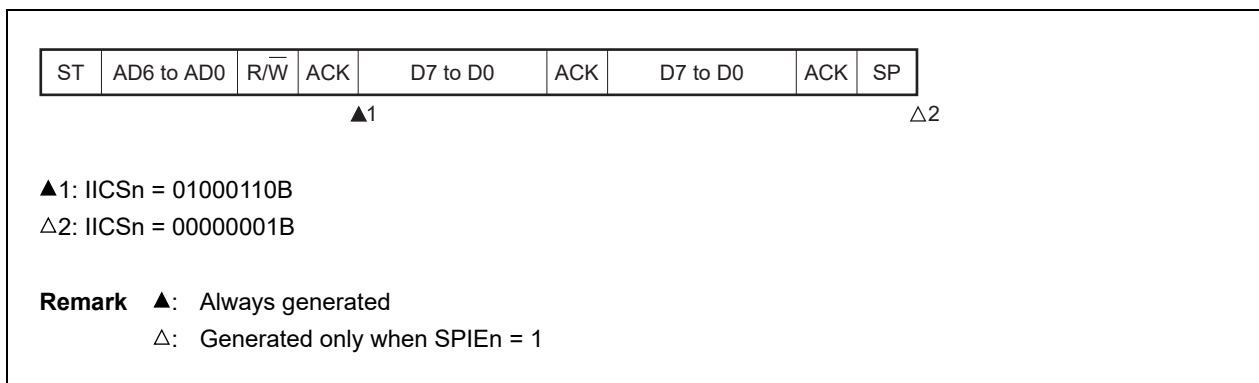 ST AD6 to AD0 R/W̅ ACK D7 to D0 ACK D7 to D0 ACK SP
▲1 △2
▲1: IICSn = 01000110B
△2: IICSn = 00000001B
Remark ▲: Always generated
△: Generated only when SPIEn = 1